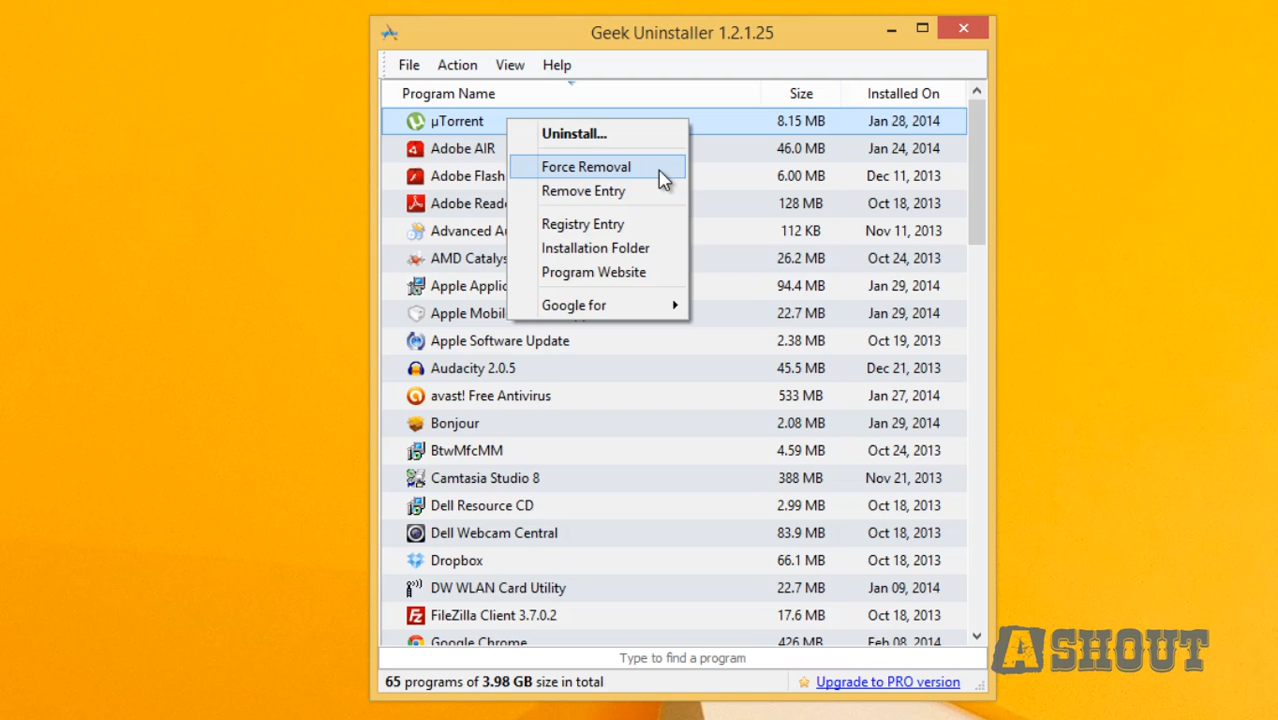 Geek Uninstaller 1.2.1.25
File Action View Help
Program Name Size Installed On
µTorrent 8.15 MB Jan 28, 2014
Uninstall...
Adobe AIR 46.0 MB Jan 24, 2014
Force Removal
Adobe Flash 6.00 MB Dec 11, 2013
Remove Entry
Adobe Reade 128 MB Oct 18, 2013
Registry Entry
Advanced Au 112 KB Nov 11, 2013
Installation Folder
AMD Catalys 26.2 MB Oct 24, 2013
Program Website
Apple Applic 94.4 MB Jan 29, 2014
Google for
Apple Mobil 22.7 MB Jan 29, 2014
Apple Software Update 2.38 MB Oct 19, 2013
Audacity 2.0.5 45.5 MB Dec 21, 2013
avast! Free Antivirus 533 MB Jan 27, 2014
Bonjour 2.08 MB Jan 29, 2014
BtwMfcMM 4.59 MB Oct 24, 2013
Camtasia Studio 8 388 MB Nov 21, 2013
Dell Resource CD 2.99 MB Oct 18, 2013
Dell Webcam Central 83.9 MB Oct 18, 2013
Dropbox 66.1 MB Oct 18, 2013
DW WLAN Card Utility 22.7 MB Jan 09, 2014
FileZilla Client 3.7.0.2 17.6 MB Oct 18, 2013
Google Chrome 426 MB Feb 08, 2014
Type to find a program
65 programs of 3.98 GB size in total
Upgrade to PRO version
A SHOUT